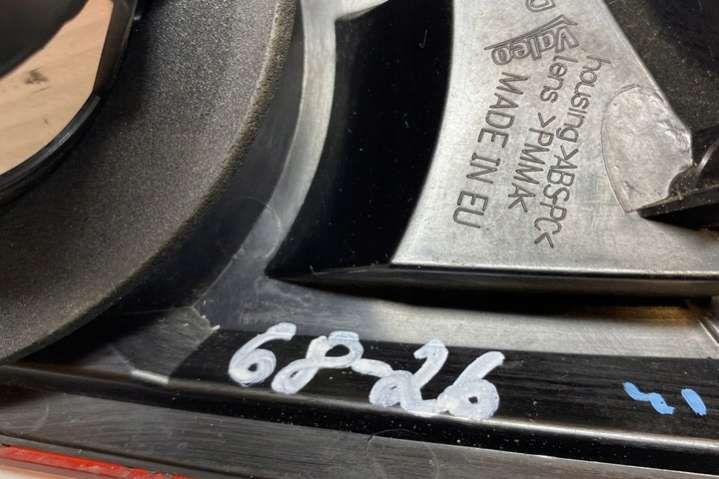 Valeo
housing >ABS-PC<
lens >PMMA<
MADE IN EU
68-26